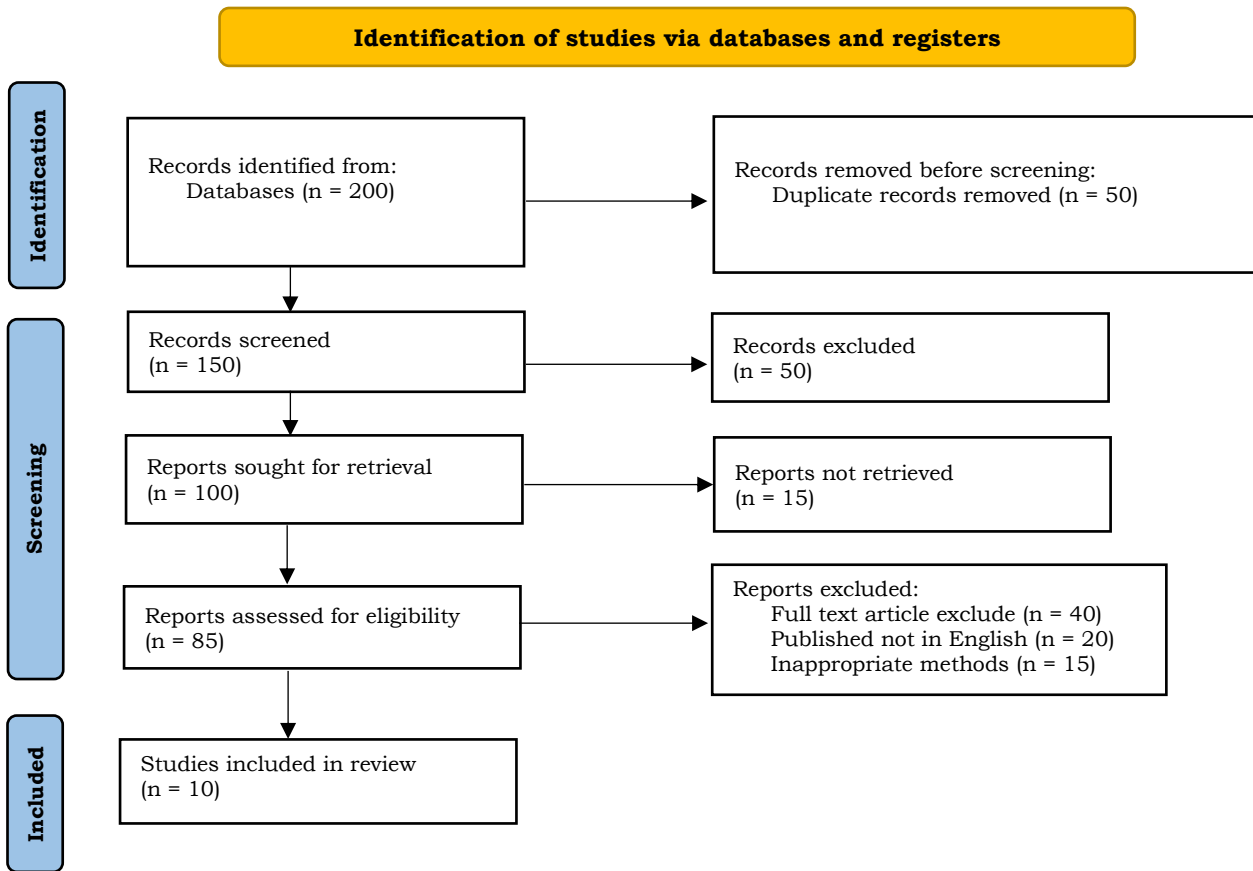 Identification of studies via databases and registers
Identification
Records identified from:
Databases (n = 200)
Records removed before screening:
Duplicate records removed (n = 50)
Screening
Records screened
(n = 150)
Records excluded
(n = 50)
Reports sought for retrieval
(n = 100)
Reports not retrieved
(n = 15)
Reports assessed for eligibility
(n = 85)
Reports excluded:
Full text article exclude (n = 40)
Published not in English (n = 20)
Inappropriate methods (n = 15)
Included
Studies included in review
(n = 10)